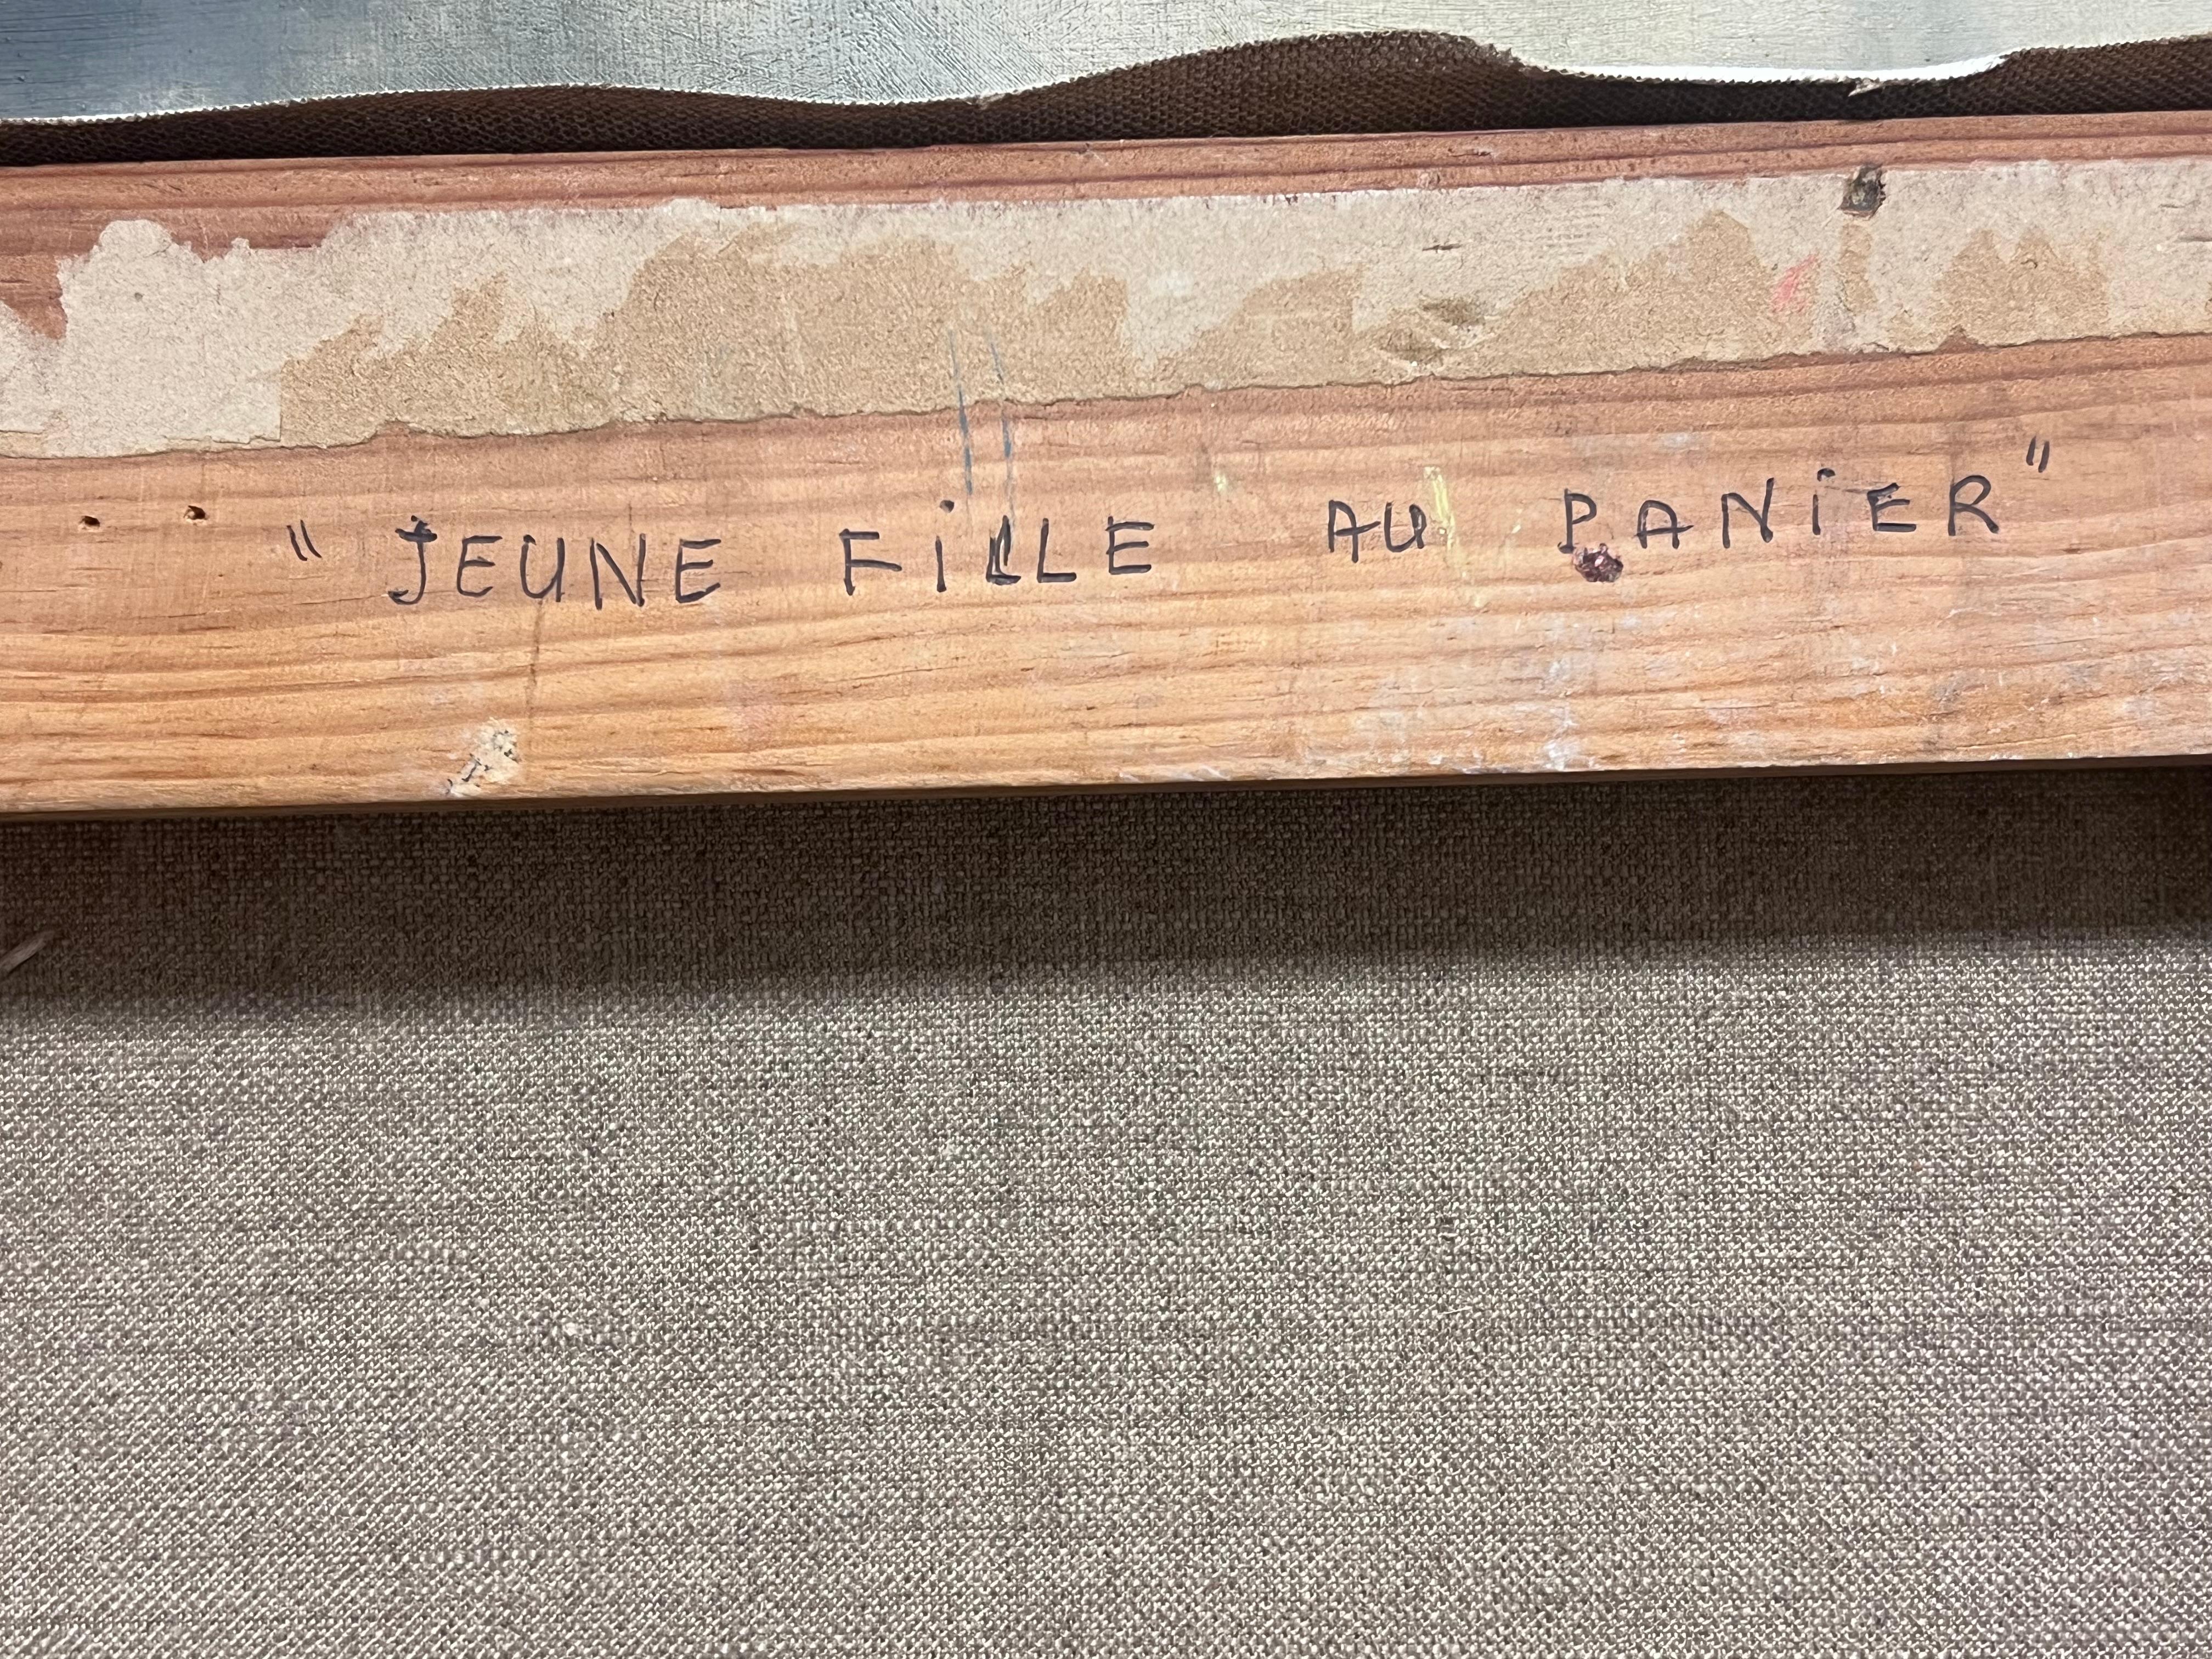 " JEUNE FiLLE AU PANiER "